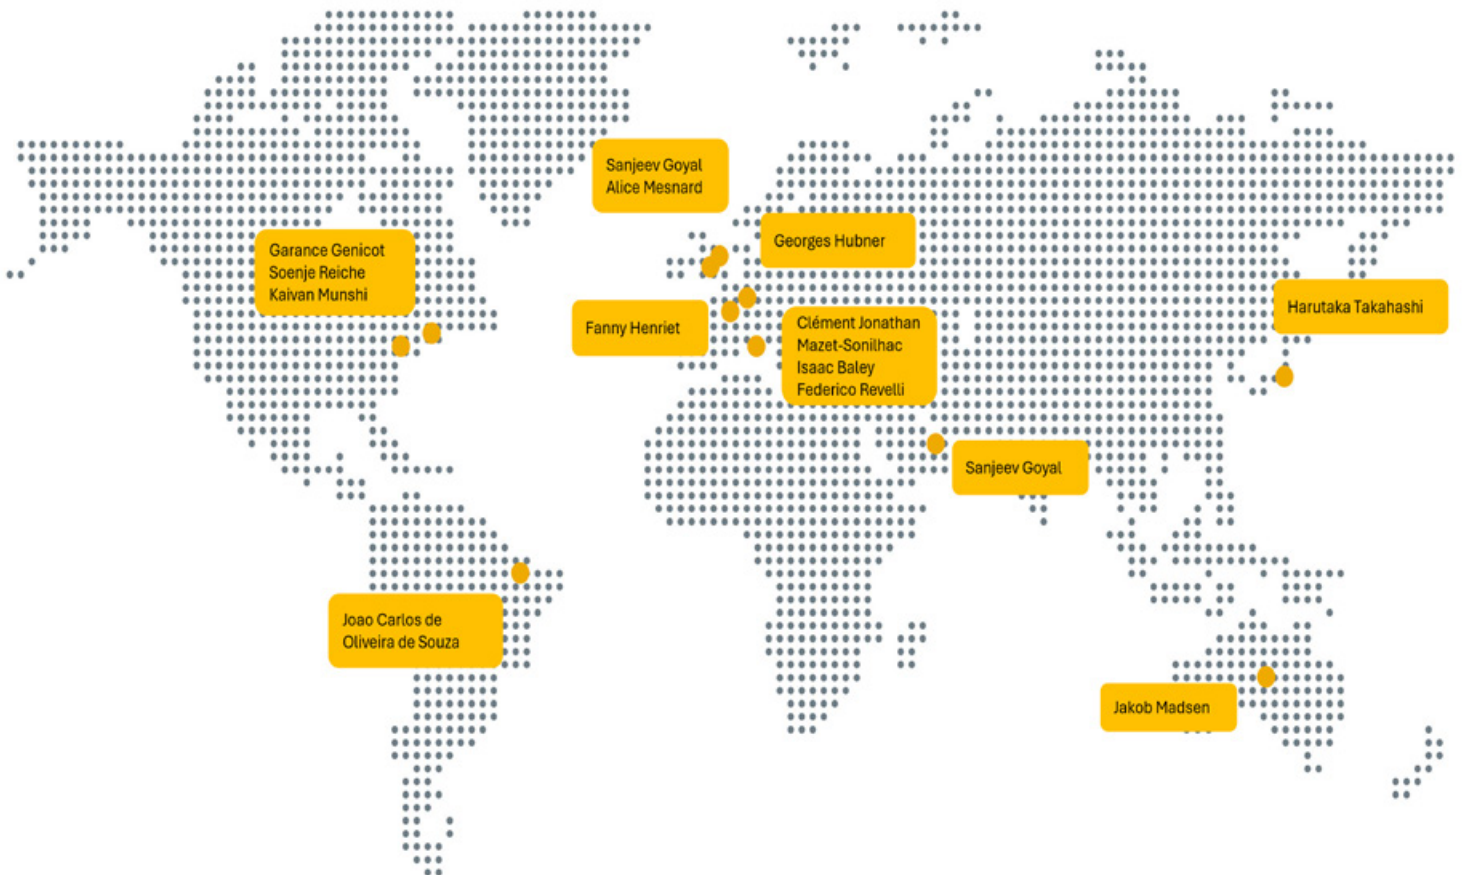 Sanjeev Goyal
Alice Mesnard
Georges Hubner
Garance Genicot
Soenje Reiche
Kaivan Munshi
Harutaka Takahashi
Fanny Henriet
Clément Jonathan
Mazet-Sonilhac
Isaac Baley
Federico Revelli
Sanjeev Goyal
Joao Carlos de
Oliveira de Souza
Jakob Madsen